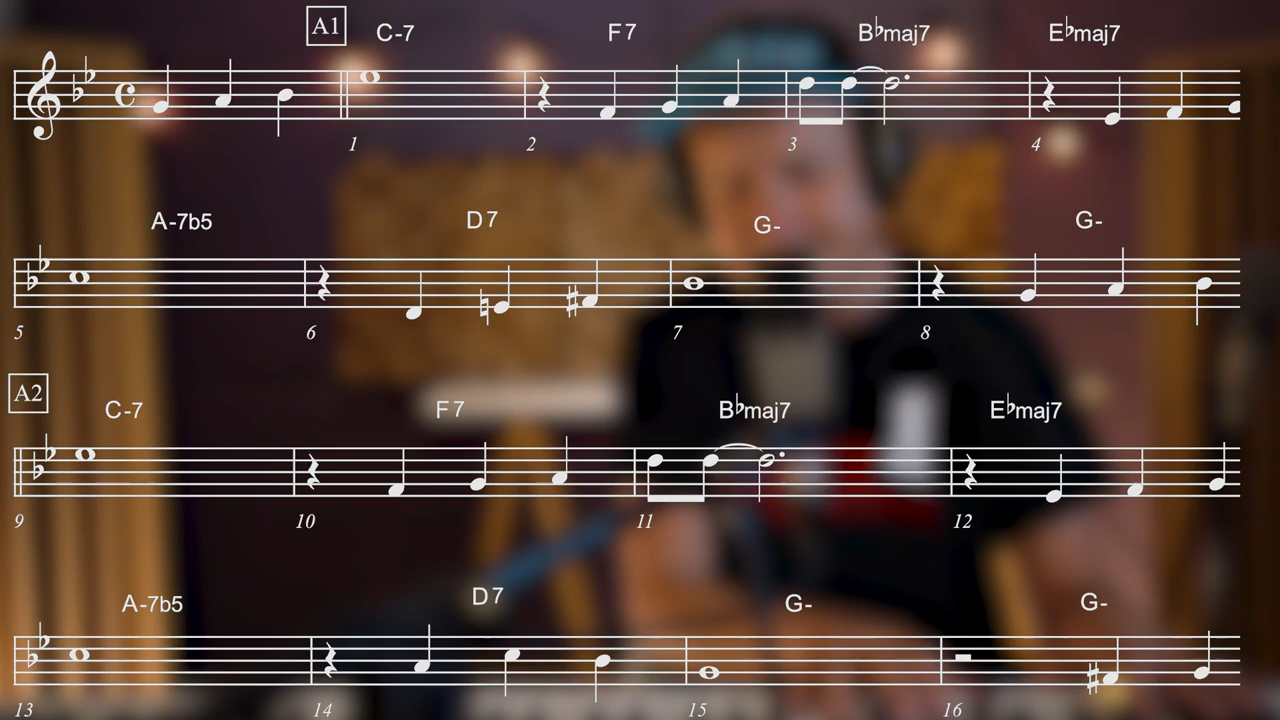 A1 C-7 F7 B♭maj7 E♭maj7
1 2 3 4
A-7b5 D7 G- G-
5 6 7 8
A2 C-7 F7 B♭maj7 E♭maj7
9 10 11 12
A-7b5 D7 G- G-
13 14 15 16